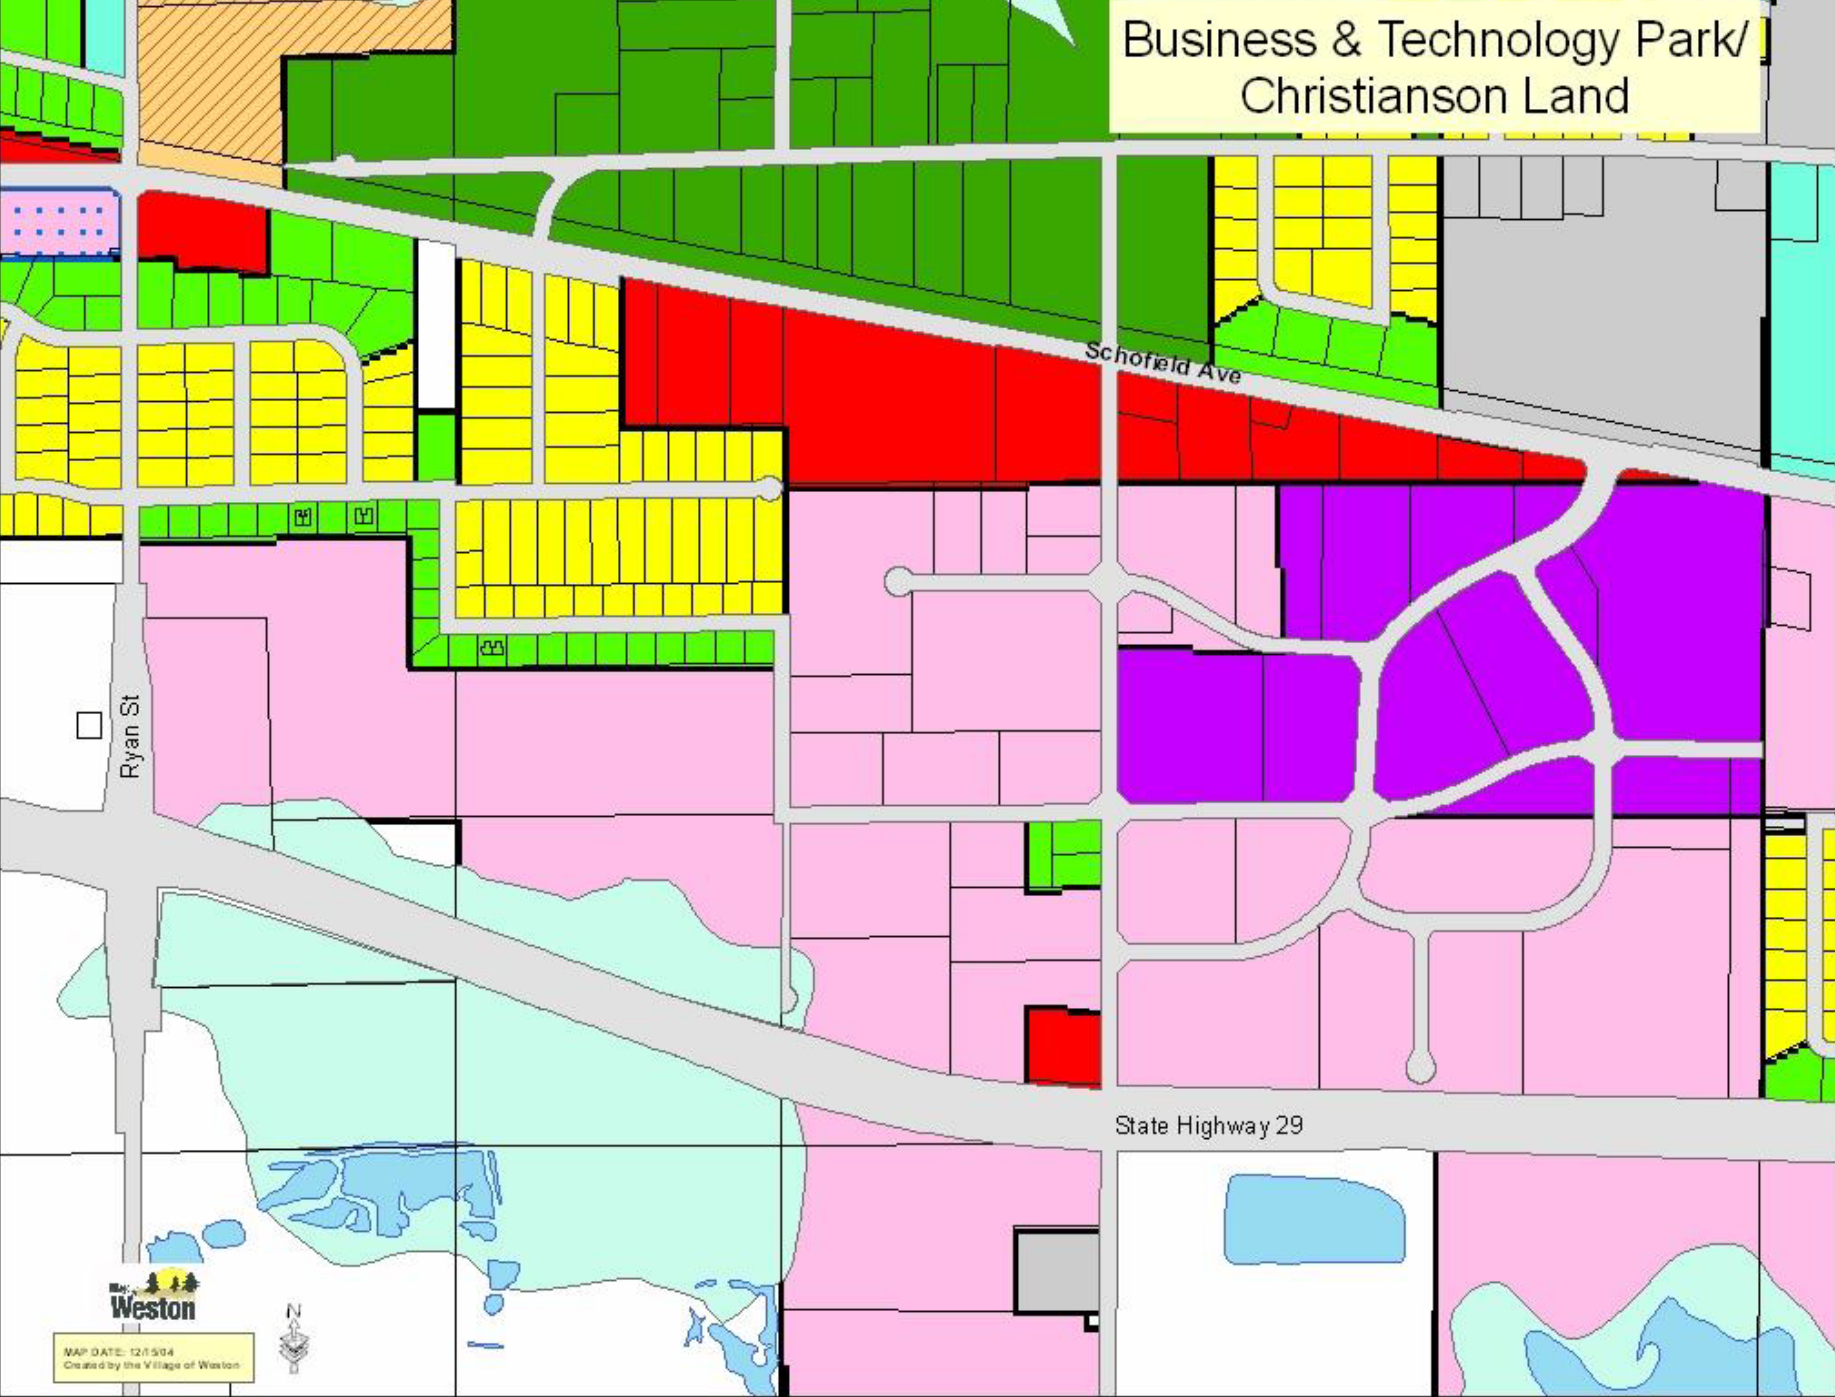 Business & Technology Park/
Christianson Land
Schofield Ave
Ryan St
State Highway 29
Weston
N
MAP DATE: 12/15/04
Created by the Village of Weston